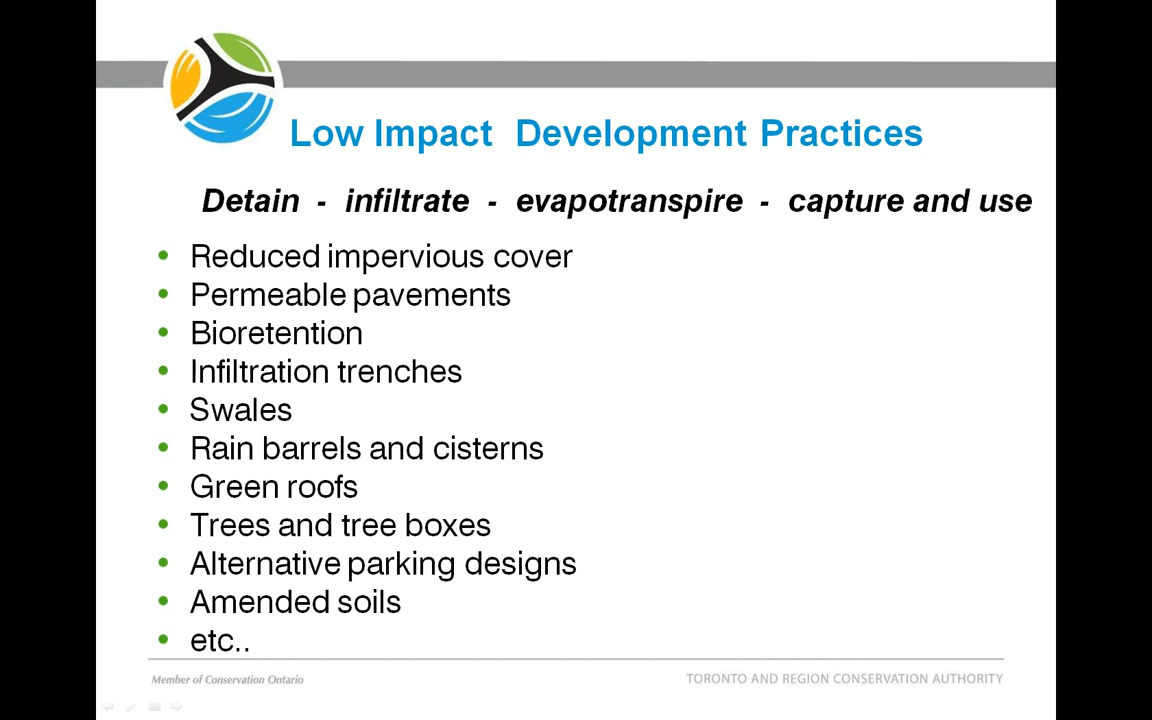 Low Impact Development Practices
Detain - infiltrate - evapotranspire - capture and use
• Reduced impervious cover
• Permeable pavements
• Bioretention
• Infiltration trenches
• Swales
• Rain barrels and cisterns
• Green roofs
• Trees and tree boxes
• Alternative parking designs
• Amended soils
• etc..
Member of Conservation Ontario
TORONTO AND REGION CONSERVATION AUTHORITY